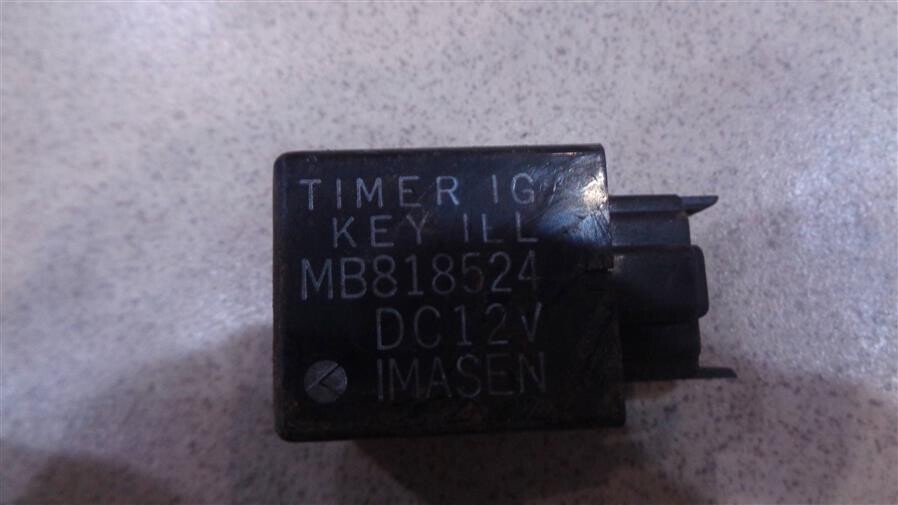 TIMER IG
KEY ILL
MB818524
DC12V
IMASEN